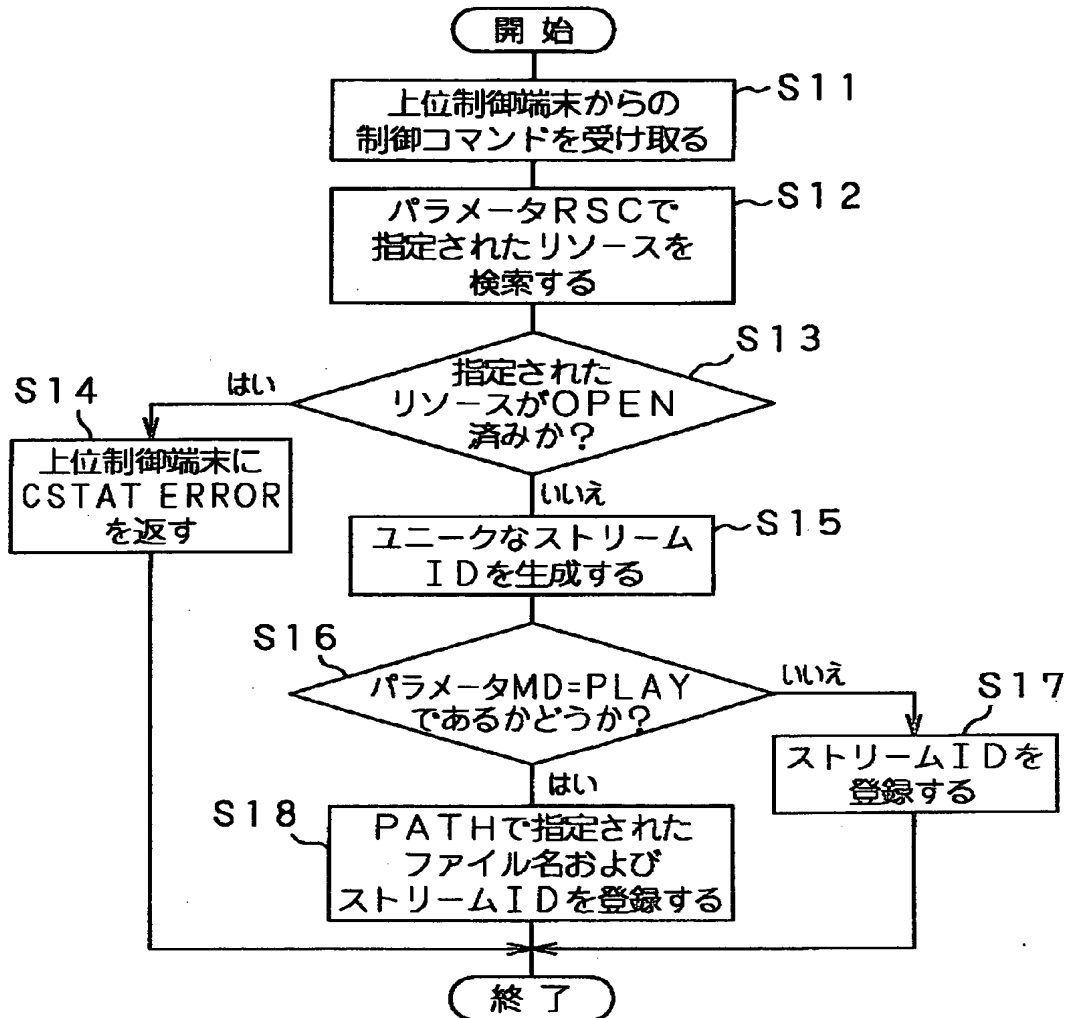 開始
上位制御端末からの
制御コマンドを受け取る
S11
パラメータRSCで
指定されたリソースを
検索する
S12
指定された
リソースがOPEN
済みか?
S13
はい
S14
上位制御端末に
CSTAT ERROR
を返す
いいえ
ユニークなストリーム
IDを生成する
S15
S16
パラメータMD=PLAY
であるかどうか?
いいえ
S17
ストリームIDを
登録する
はい
S18
PATHで指定された
ファイル名および
ストリームIDを登録する
終了